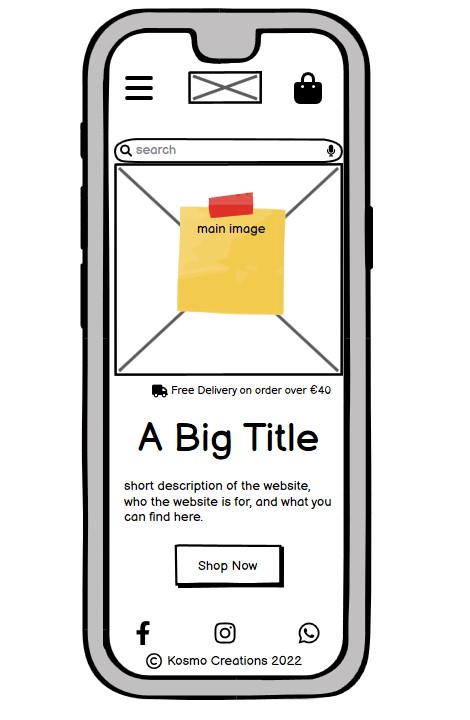 search
main image
Free Delivery on order over €40
A Big Title
short description of the website,
who the website is for, and what you
can find here.
Shop Now
© Kosmo Creations 2022